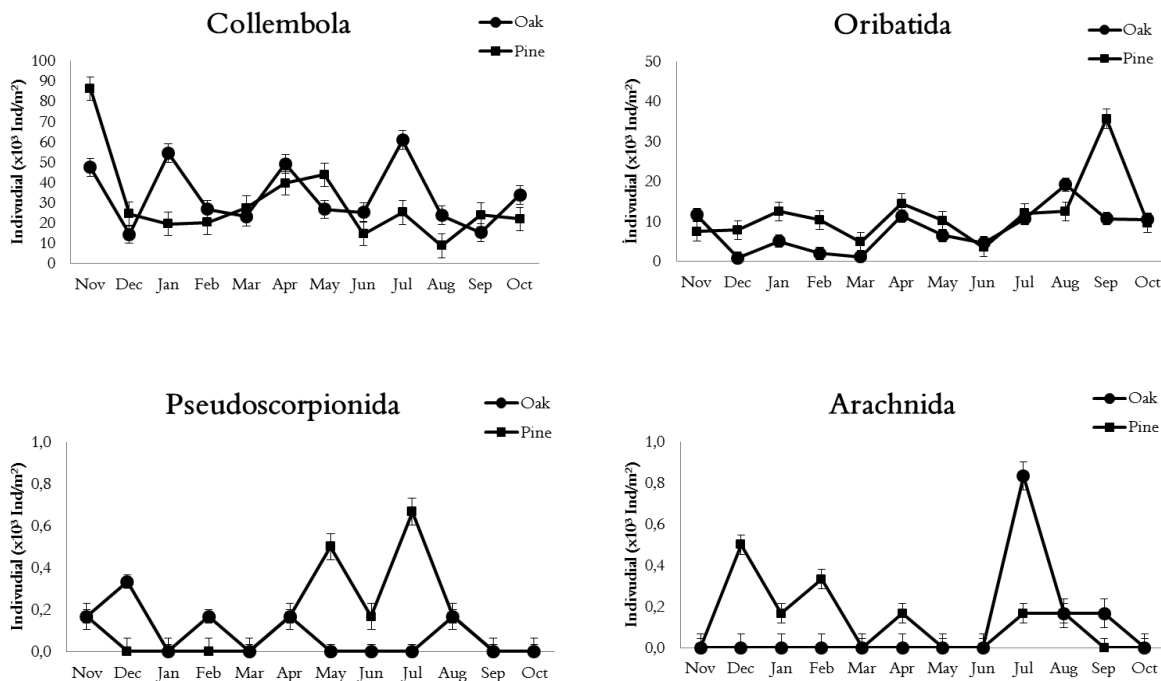 Collembola
Oak
Pine
Indivudial (x10³ Ind/m²)
100
90
80
70
60
50
40
30
20
10
0
Nov Dec Jan Feb Mar Apr May Jun Jul Aug Sep Oct
Oribatida
Oak
Pine
İndivudial (x10³ Ind/m²)
50
40
30
20
10
0
Nov Dec Jan Feb Mar Apr May Jun Jul Aug Sep Oct
Pseudoscorpionida
Oak
Pine
Indivudial (x10³ Ind/m²)
1,0
0,8
0,6
0,4
0,2
0,0
Nov Dec Jan Feb Mar Apr May Jun Jul Aug Sep Oct
Arachnida
Oak
Pine
Indivudial (x10³ Ind/m²)
1,0
0,8
0,6
0,4
0,2
0,0
Nov Dec Jan Feb Mar Apr May Jun Jul Aug Sep Oct